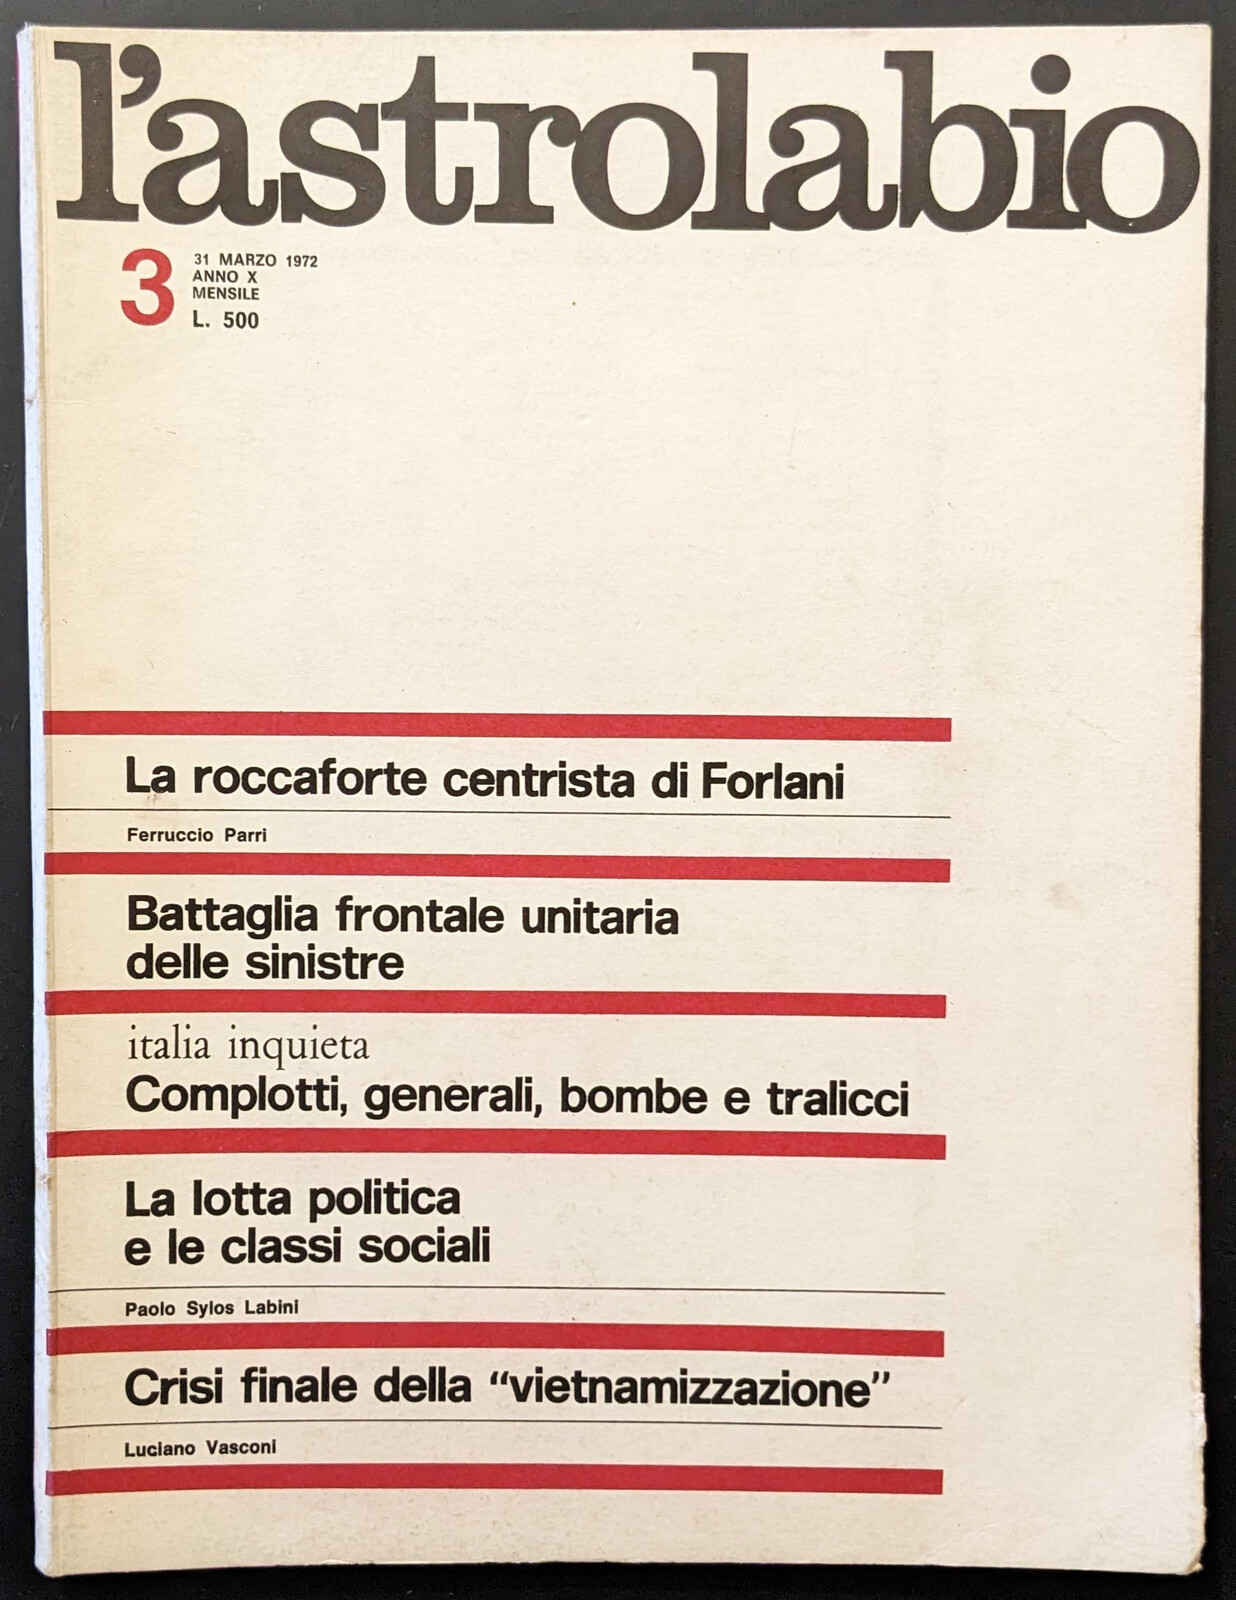 l'astrolabio
3
31 MARZO 1972
ANNO X
MENSILE
L. 500
La roccaforte centrista di Forlani
Ferruccio Parri
Battaglia frontale unitaria
delle sinistre
italia inquieta
Complotti, generali, bombe e tralicci
La lotta politica
e le classi sociali
Paolo Sylos Labini
Crisi finale della “vietnamizzazione”
Luciano Vasconi